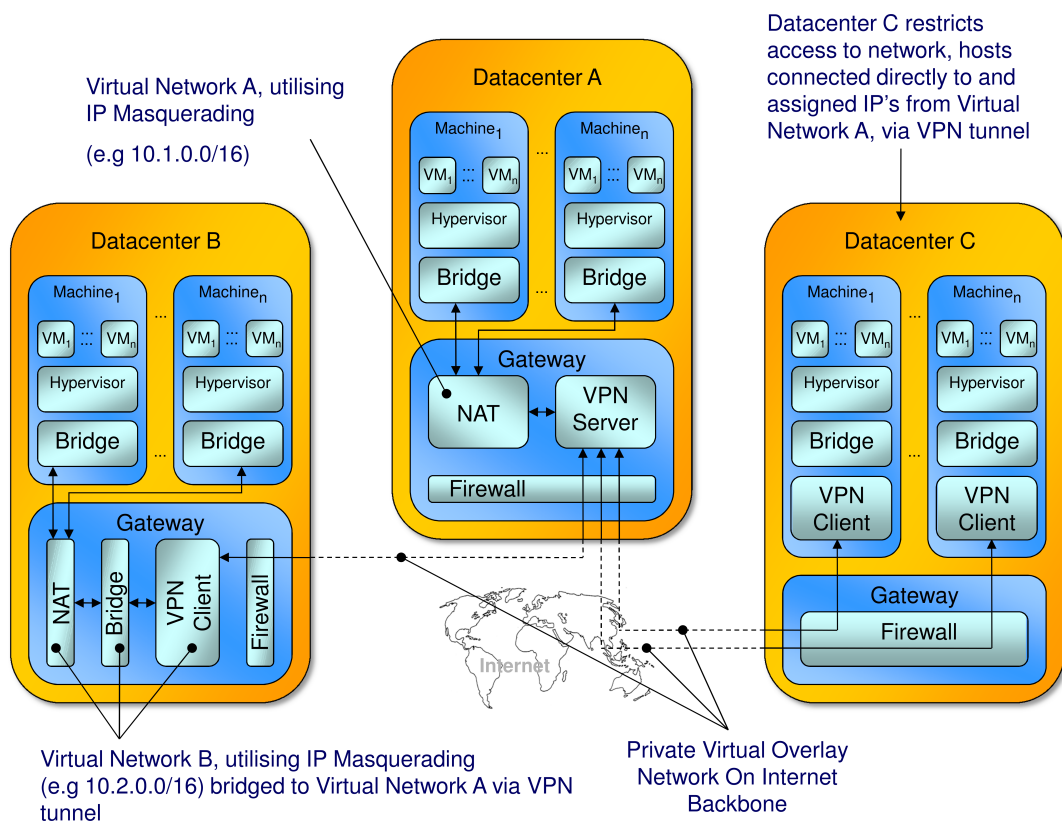 Datacenter C restricts
access to network, hosts
connected directly to and
assigned IP's from Virtual
Network A, via VPN tunnel
Virtual Network A, utilising
IP Masquerading
(e.g 10.1.0.0/16)
Datacenter A
Machine1
...
Machinen
VM1 ::: VMn
VM1 ::: VMn
Hypervisor
Hypervisor
Bridge
...
Bridge
Gateway
NAT
VPN
Server
Firewall
Datacenter B
Machine1
...
Machinen
VM1 ::: VMn
VM1 ::: VMn
Hypervisor
Hypervisor
Bridge
...
Bridge
Gateway
NAT
Bridge
VPN
Client
Firewall
Datacenter C
Machine1
...
Machinen
VM1 ::: VMn
VM1 ::: VMn
Hypervisor
Hypervisor
Bridge
...
Bridge
VPN
Client
VPN
Client
Gateway
Firewall
Internet
Virtual Network B, utilising IP Masquerading
(e.g 10.2.0.0/16) bridged to Virtual Network A via VPN
tunnel
Private Virtual Overlay
Network On Internet
Backbone